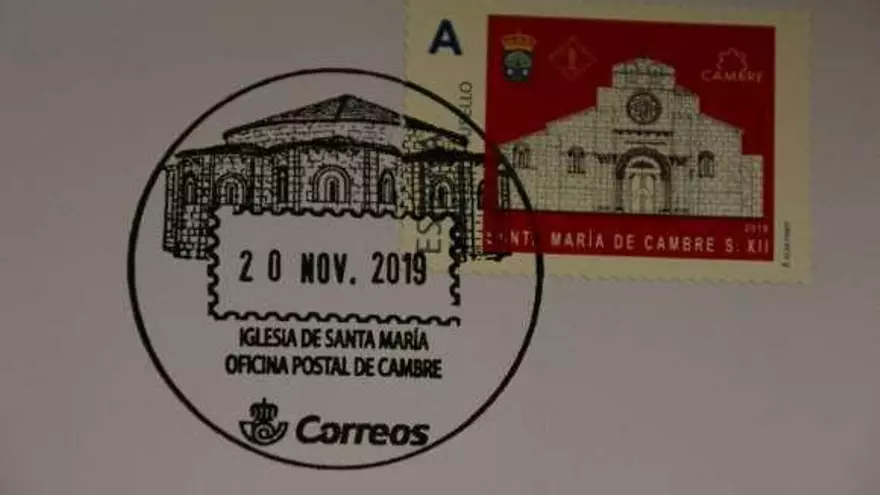 A
CAMBRE
2019
SANTA MARÍA DE CAMBRE S. XII
20 NOV. 2019
IGLESIA DE SANTA MARÍA
OFICINA POSTAL DE CAMBRE
Correos